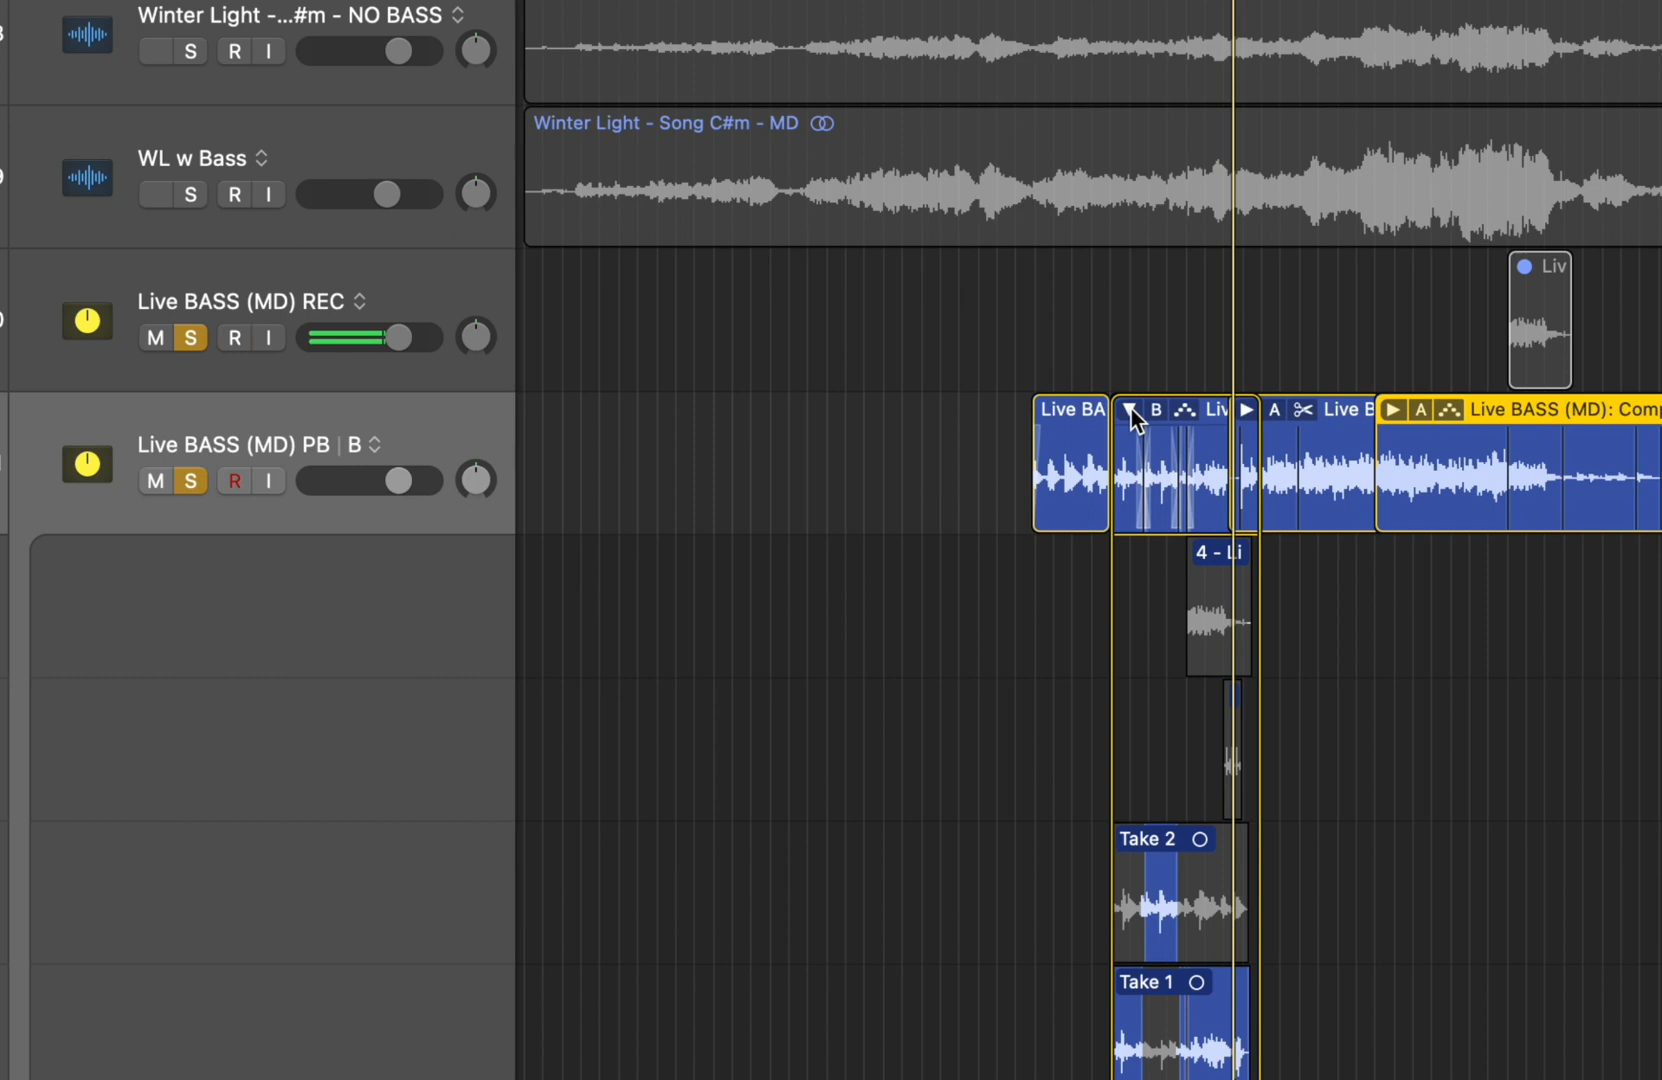 Winter Light -...#m - NO BASS
S R I
Winter Light - Song C#m - MD
WL w Bass
S R I
Liv
Live BASS (MD) REC
M S R I
Live BA
B Liv
A Live B
A Live BASS (MD): Comp
Live BASS (MD) PB | B
M S R I
4 - Li
Take 2
Take 1